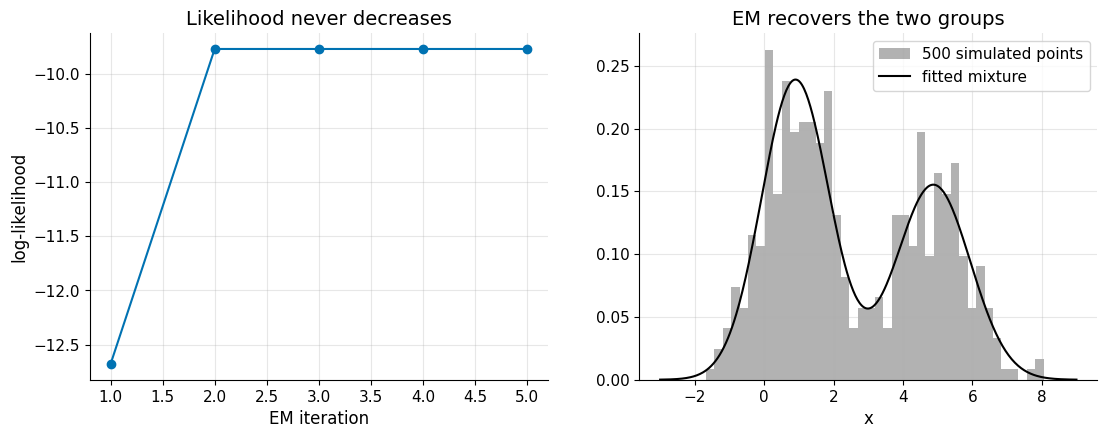 Likelihood never decreases
log-likelihood
−10.0
−10.5
−11.0
−11.5
−12.0
−12.5
1.0 1.5 2.0 2.5 3.0 3.5 4.0 4.5 5.0
EM iteration
EM recovers the two groups
500 simulated points
fitted mixture
0.25
0.20
0.15
0.10
0.05
0.00
−2 0 2 4 6 8
x